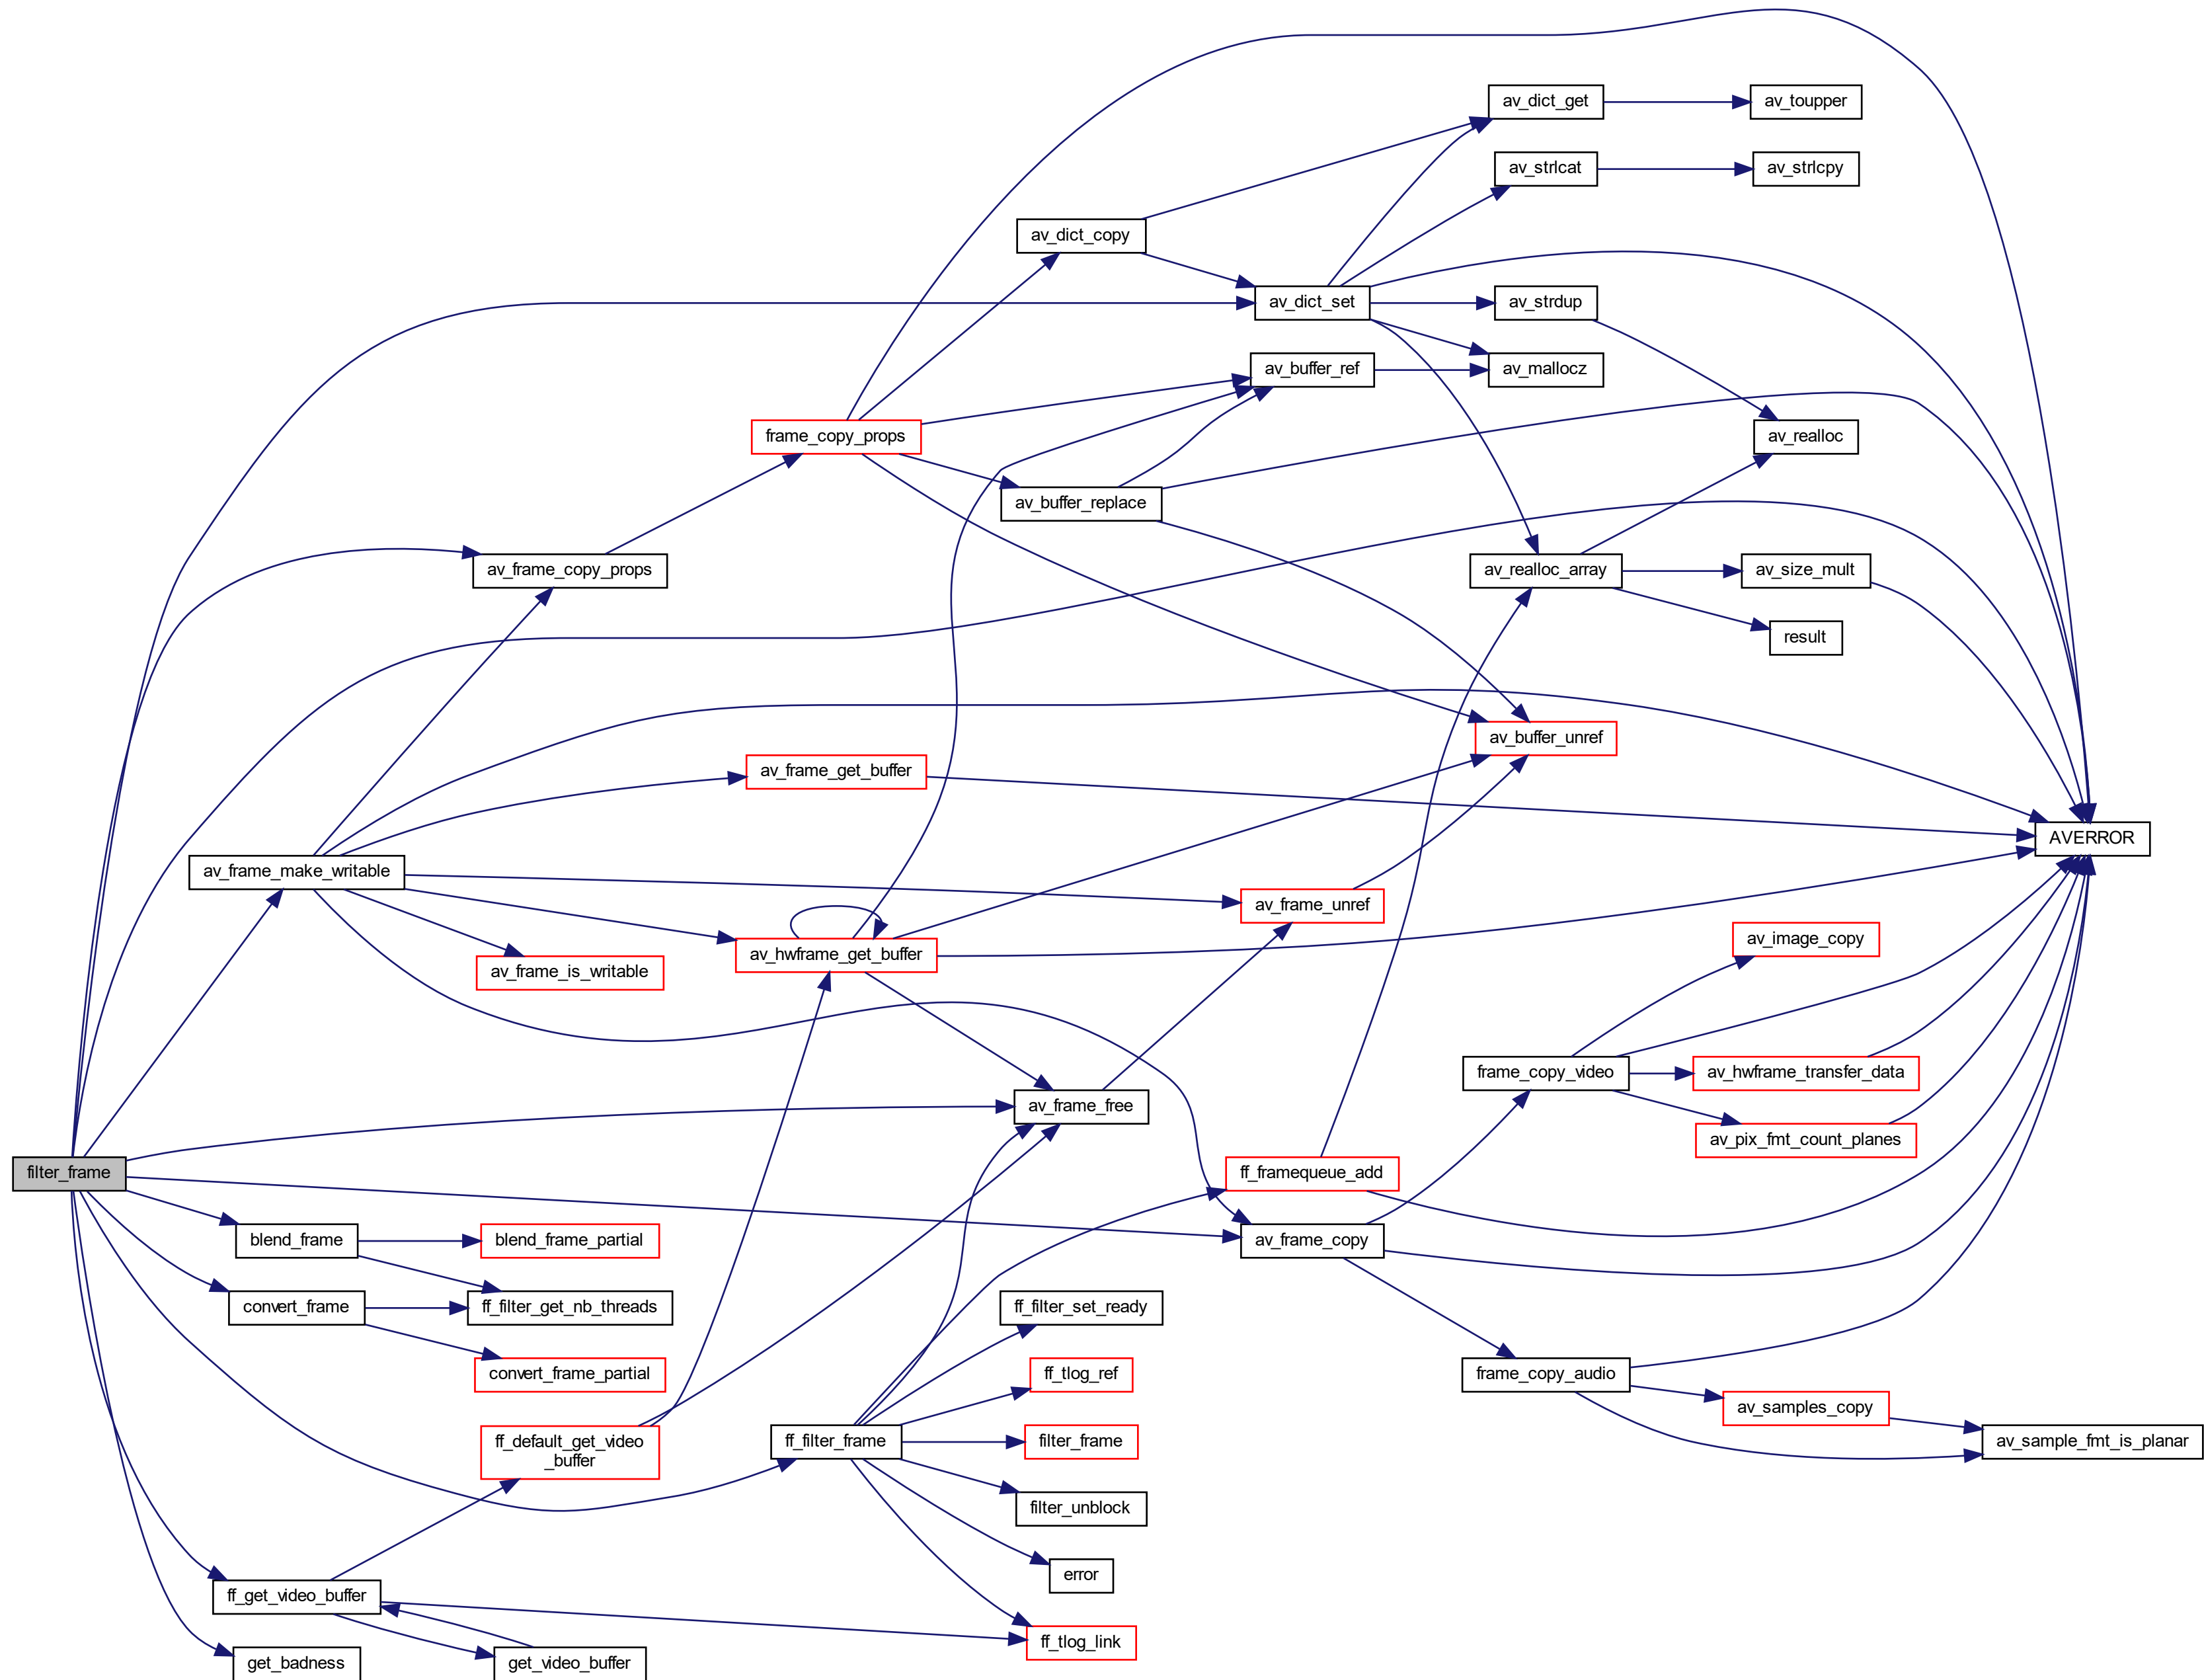 av_dict_get
av_toupper
av_strlcat
av_strlcpy
av_dict_copy
av_dict_set
av_strdup
av_buffer_ref
av_mallocz
frame_copy_props
av_realloc
av_buffer_replace
av_frame_copy_props
av_realloc_array
av_size_mult
result
av_buffer_unref
av_frame_get_buffer
AVERROR
av_frame_make_writable
av_frame_unref
av_hwframe_get_buffer
av_image_copy
av_frame_is_writable
frame_copy_video
av_hwframe_transfer_data
av_frame_free
av_pix_fmt_count_planes
filter_frame
ff_framequeue_add
blend_frame
blend_frame_partial
av_frame_copy
convert_frame
ff_filter_get_nb_threads
ff_filter_set_ready
convert_frame_partial
ff_tlog_ref
frame_copy_audio
av_samples_copy
ff_default_get_video
_buffer
ff_filter_frame
filter_frame
av_sample_fmt_is_planar
filter_unblock
error
ff_get_video_buffer
ff_tlog_link
get_badness
get_video_buffer